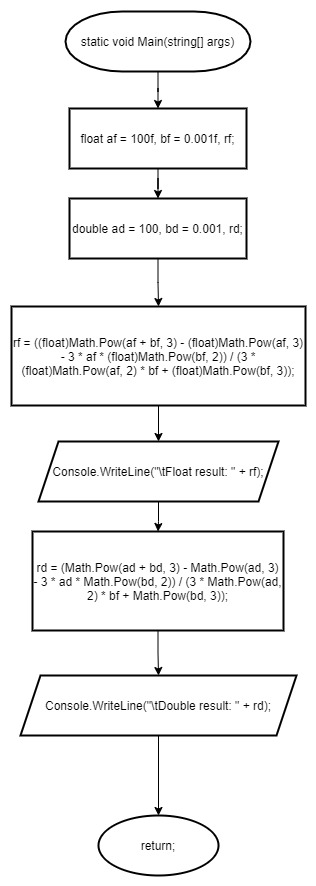 static void Main(string[] args)
float af = 100f, bf = 0.001f, rf;
double ad = 100, bd = 0.001, rd;
rf = ((float)Math.Pow(af + bf, 3) - (float)Math.Pow(af, 3)
- 3 * af * (float)Math.Pow(bf, 2)) / (3 *
(float)Math.Pow(af, 2) * bf + (float)Math.Pow(bf, 3));
Console.WriteLine("\tFloat result: " + rf);
rd = (Math.Pow(ad + bd, 3) - Math.Pow(ad, 3)
- 3 * ad * Math.Pow(bd, 2)) / (3 * Math.Pow(ad,
2) * bf + Math.Pow(bd, 3));
Console.WriteLine("\tDouble result: " + rd);
return;